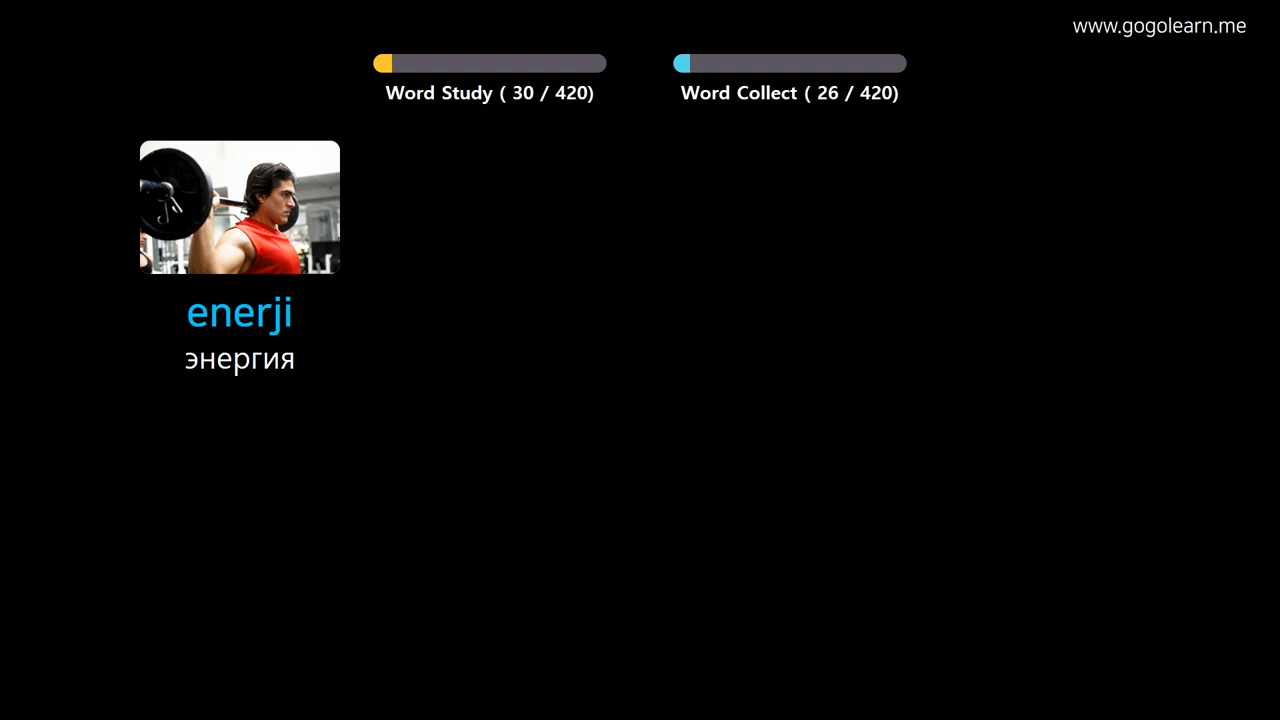 www.gogolearn.me
Word Study ( 30 / 420)
Word Collect ( 26 / 420)
enerji
энергия